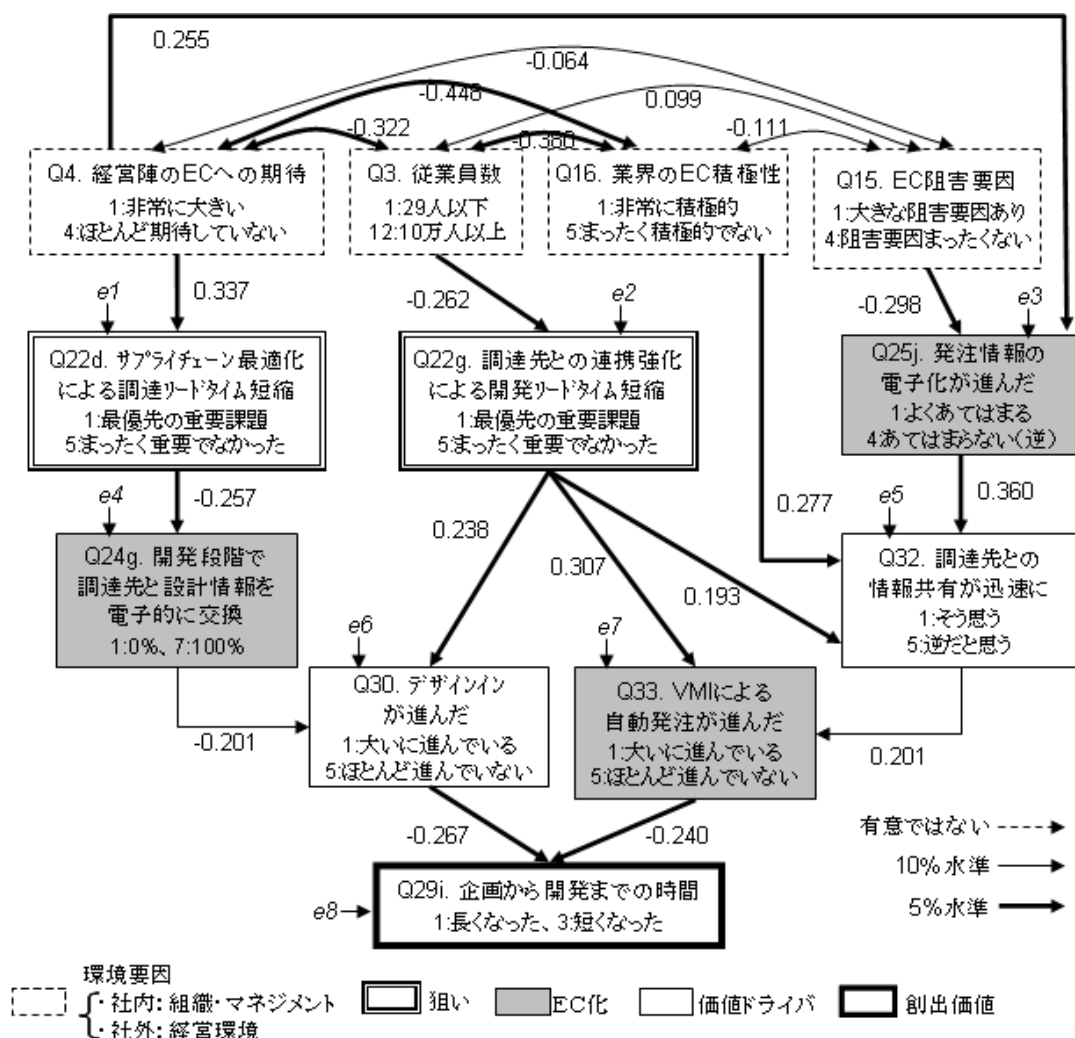 0.255
-0.064
-0.448
0.099
-0.322
-0.380
-0.111
Q4. 経営陣のECへの期待
1:非常に大きい
4:ほとんど期待していない
Q3. 従業員数
1:29人以下
12:10万人以上
Q16. 業界のEC積極性
1:非常に積極的
5:まったく積極的でない
Q15. EC阻害要因
1:大きな阻害要因あり
4:阻害要因まったくない
e1
0.337
-0.262
e2
-0.298
e3
Q22d. サプライチェーン最適化
による調達リードタイム短縮
1:最優先の重要課題
5:まったく重要でなかった
Q22g. 調達先との連携強化
による開発リードタイム短縮
1:最優先の重要課題
5:まったく重要でなかった
Q25j. 発注情報の
電子化が進んだ
1:よくあてはまる
4:あてはまらない(逆)
e4
-0.257
0.238
0.307
0.193
0.277
e5
0.360
Q24g. 開発段階で
調達先と設計情報を
電子的に交換
1:0%、7:100%
Q32. 調達先との
情報共有が迅速に
1:そう思う
5:逆だと思う
e6
e7
-0.201
Q30. デザインイン
が進んだ
1:大いに進んでいる
5:ほとんど進んでいない
Q33. VMIによる
自動発注が進んだ
1:大いに進んでいる
5:ほとんど進んでいない
0.201
-0.267
-0.240
有意ではない
10%水準
5%水準
e8
Q29i. 企画から開発までの時間
1:長くなった、3:短くなった
環境要因
・社内:組織・マネジメント
・社外:経営環境
狙い
EC化
価値ドライバ
創出価値